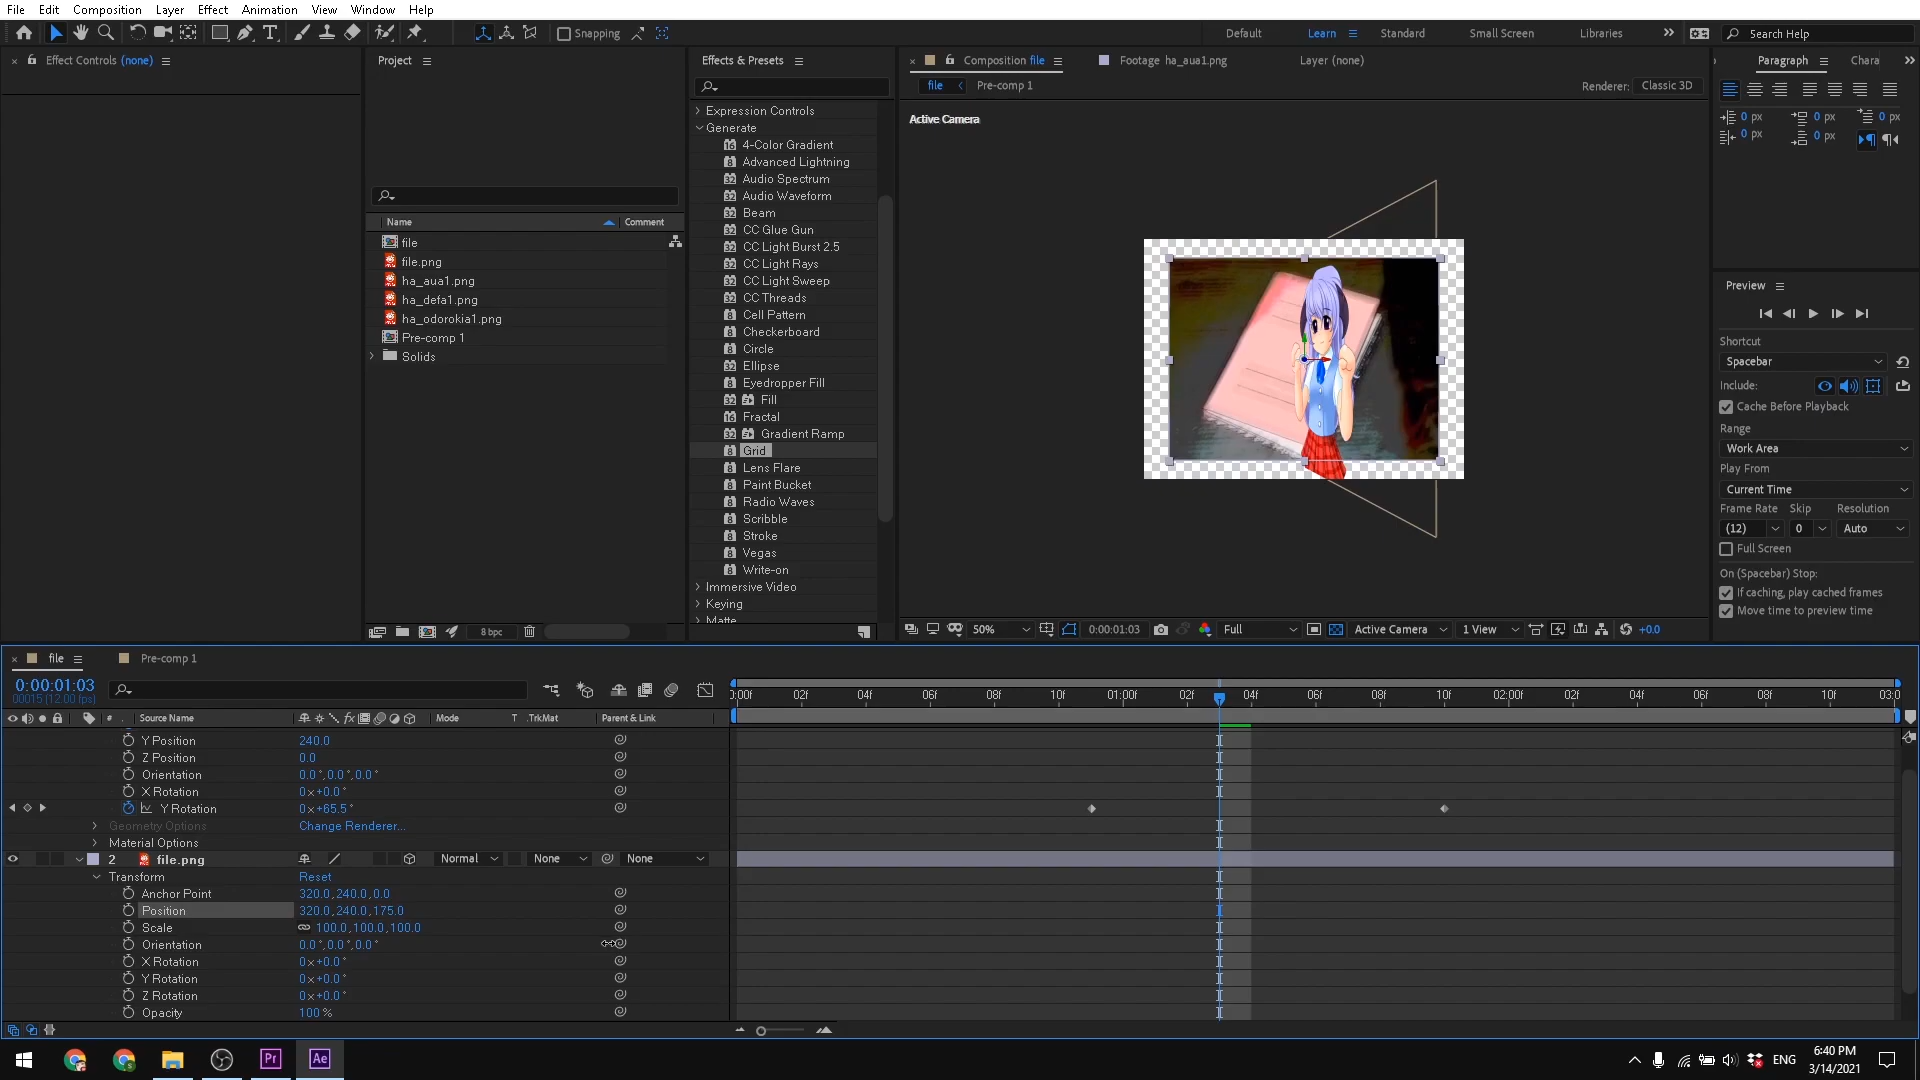 File Edit Composition Layer Effect Animation View Window Help
Snapping
Default Learn Standard Small Screen Libraries
Search Help
Effect Controls (none)
Project
Name Comment
file
file.png
ha_aua1.png
ha_defa1.png
ha_odorokia1.png
Pre-comp 1
Solids
8 bpc
Effects & Presets
Expression Controls
Generate
4-Color Gradient
Advanced Lightning
Audio Spectrum
Audio Waveform
Beam
CC Glue Gun
CC Light Burst 2.5
CC Light Rays
CC Light Sweep
CC Threads
Cell Pattern
Checkerboard
Circle
Ellipse
Eyedropper Fill
Fill
Fractal
Gradient Ramp
Grid
Lens Flare
Paint Bucket
Radio Waves
Scribble
Stroke
Vegas
Write-on
Immersive Video
Keying
Matte
Composition file
Footage ha_aua1.png
Layer (none)
file Pre-comp 1
Renderer: Classic 3D
Active Camera
50% 0:00:01:03 Full Active Camera 1 View +0.0
Paragraph Chara
0 px 0 px 0 px
0 px 0 px
Preview
Shortcut
Spacebar
Include:
Cache Before Playback
Range
Work Area
Play From
Current Time
Frame Rate Skip Resolution
(12) 0 Auto
Full Screen
On (Spacebar) Stop:
If caching, play cached frames
Move time to preview time
file Pre-comp 1
0:00:01:03
00015 (12.00 fps)
):00f 02f 04f 06f 08f 10f 01:00f 02f 04f 06f 08f 10f 02:00f 02f 04f 06f 08f 10f 03:0
# Source Name Mode T .TrkMat Parent & Link
Y Position 240.0
Z Position 0.0
Orientation 0.0°,0.0°,0.0°
X Rotation 0x+0.0°
Y Rotation 0x+65.5°
Geometry Options Change Renderer...
Material Options
2 file.png Normal None None
Transform Reset
Anchor Point 320.0,240.0,0.0
Position 320.0,240.0,175.0
Scale 100.0,100.0,100.0
Orientation 0.0°,0.0°,0.0°
X Rotation 0x+0.0°
Y Rotation 0x+0.0°
Z Rotation 0x+0.0°
Opacity 100 %
Pr Ae
ENG
6:40 PM
3/14/2021